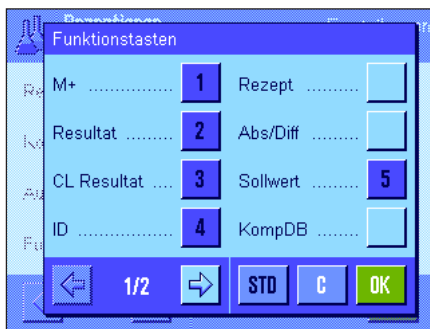 Funktionstasten
M+ ............... 1 Rezept ..........
Resultat ......... 2 Abs/Diff .........
CL Resultat .... 3 Sollwert ......... 5
ID .................. 4 KompDB .......
1/2 STD C OK